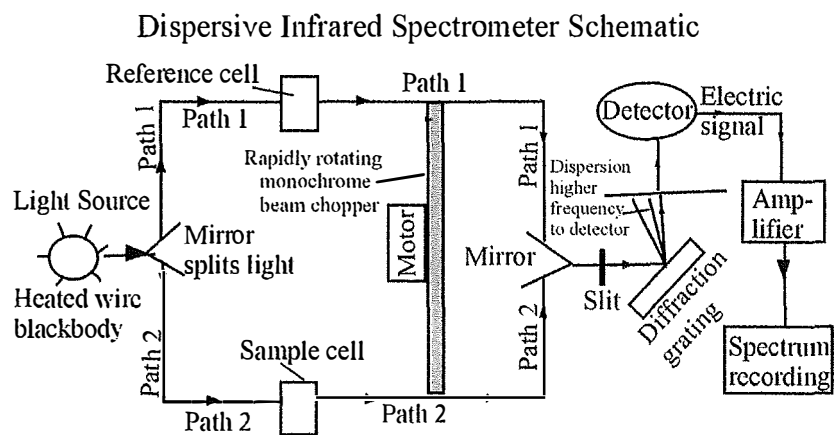 Dispersive Infrared Spectrometer Schematic
Reference cell
Path 1
Path 1
Path 1
Rapidly rotating
monochrome
beam chopper
Motor
Light Source
Heated wire
blackbody
Mirror
splits light
Path 2
Path 2
Sample cell
Path 2
Path 1
Path 2
Mirror
Slit
Diffraction
grating
Dispersion
higher
frequency
to detector
Detector
Electric
signal
Amp-
lifier
Spectrum
recording